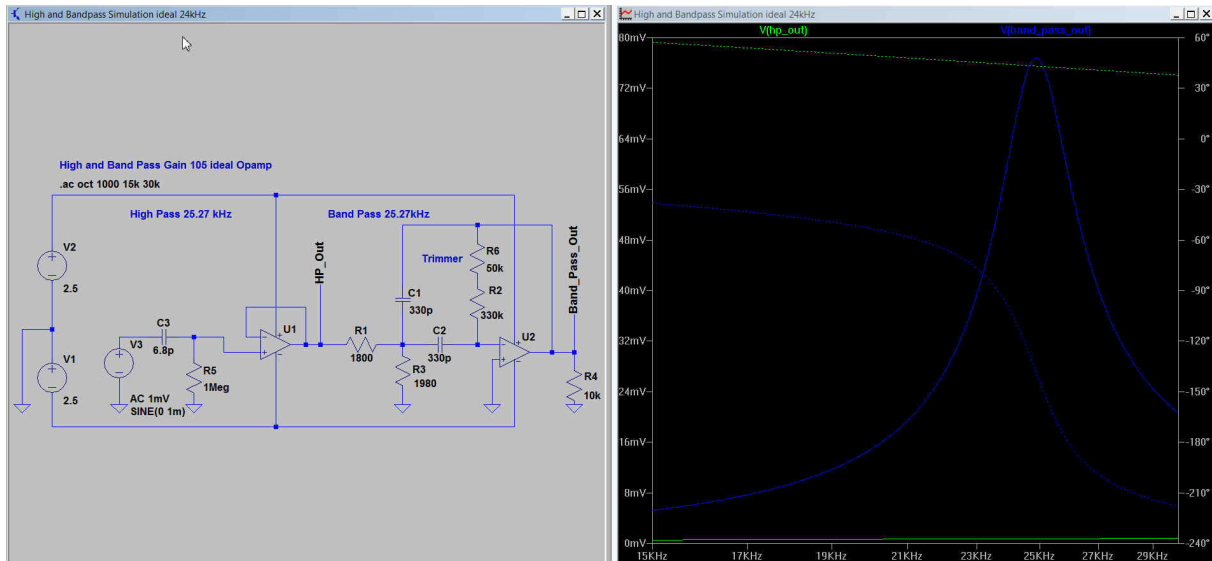 High and Bandpass Simulation ideal 24kHz
High and Band Pass Gain 105 ideal Opamp
.ac oct 1000 15k 30k
High Pass 25.27 kHz
Band Pass 25.27kHz
V2
2.5
V1
2.5
V3
AC 1mV
SINE(0 1m)
C3
6.8p
R5
1Meg
U1
HP_Out
R1
1800
Trimmer
C1
330p
R6
50k
R2
330k
C2
330p
R3
1980
U2
Band_Pass_Out
R4
10k
High and Bandpass Simulation ideal 24kHz
V(hp_out)
V(band_pass_out)
80mV
72mV
64mV
56mV
48mV
40mV
32mV
24mV
16mV
8mV
0mV
60°
30°
0°
-30°
-60°
-90°
-120°
-150°
-180°
-210°
-240°
15KHz
17KHz
19KHz
21KHz
23KHz
25KHz
27KHz
29KHz